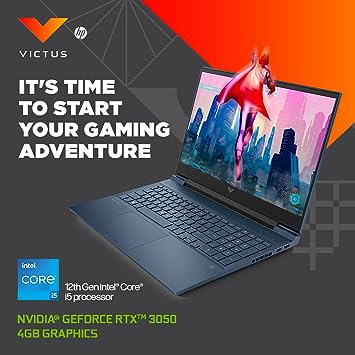 VICTUS
hp
IT'S TIME
TO START
YOUR GAMING
ADVENTURE
intel
CORE
i5
12th Gen Intel® Core®
i5 processor
NVIDIA® GEFORCE RTX™ 3050
4GB GRAPHICS